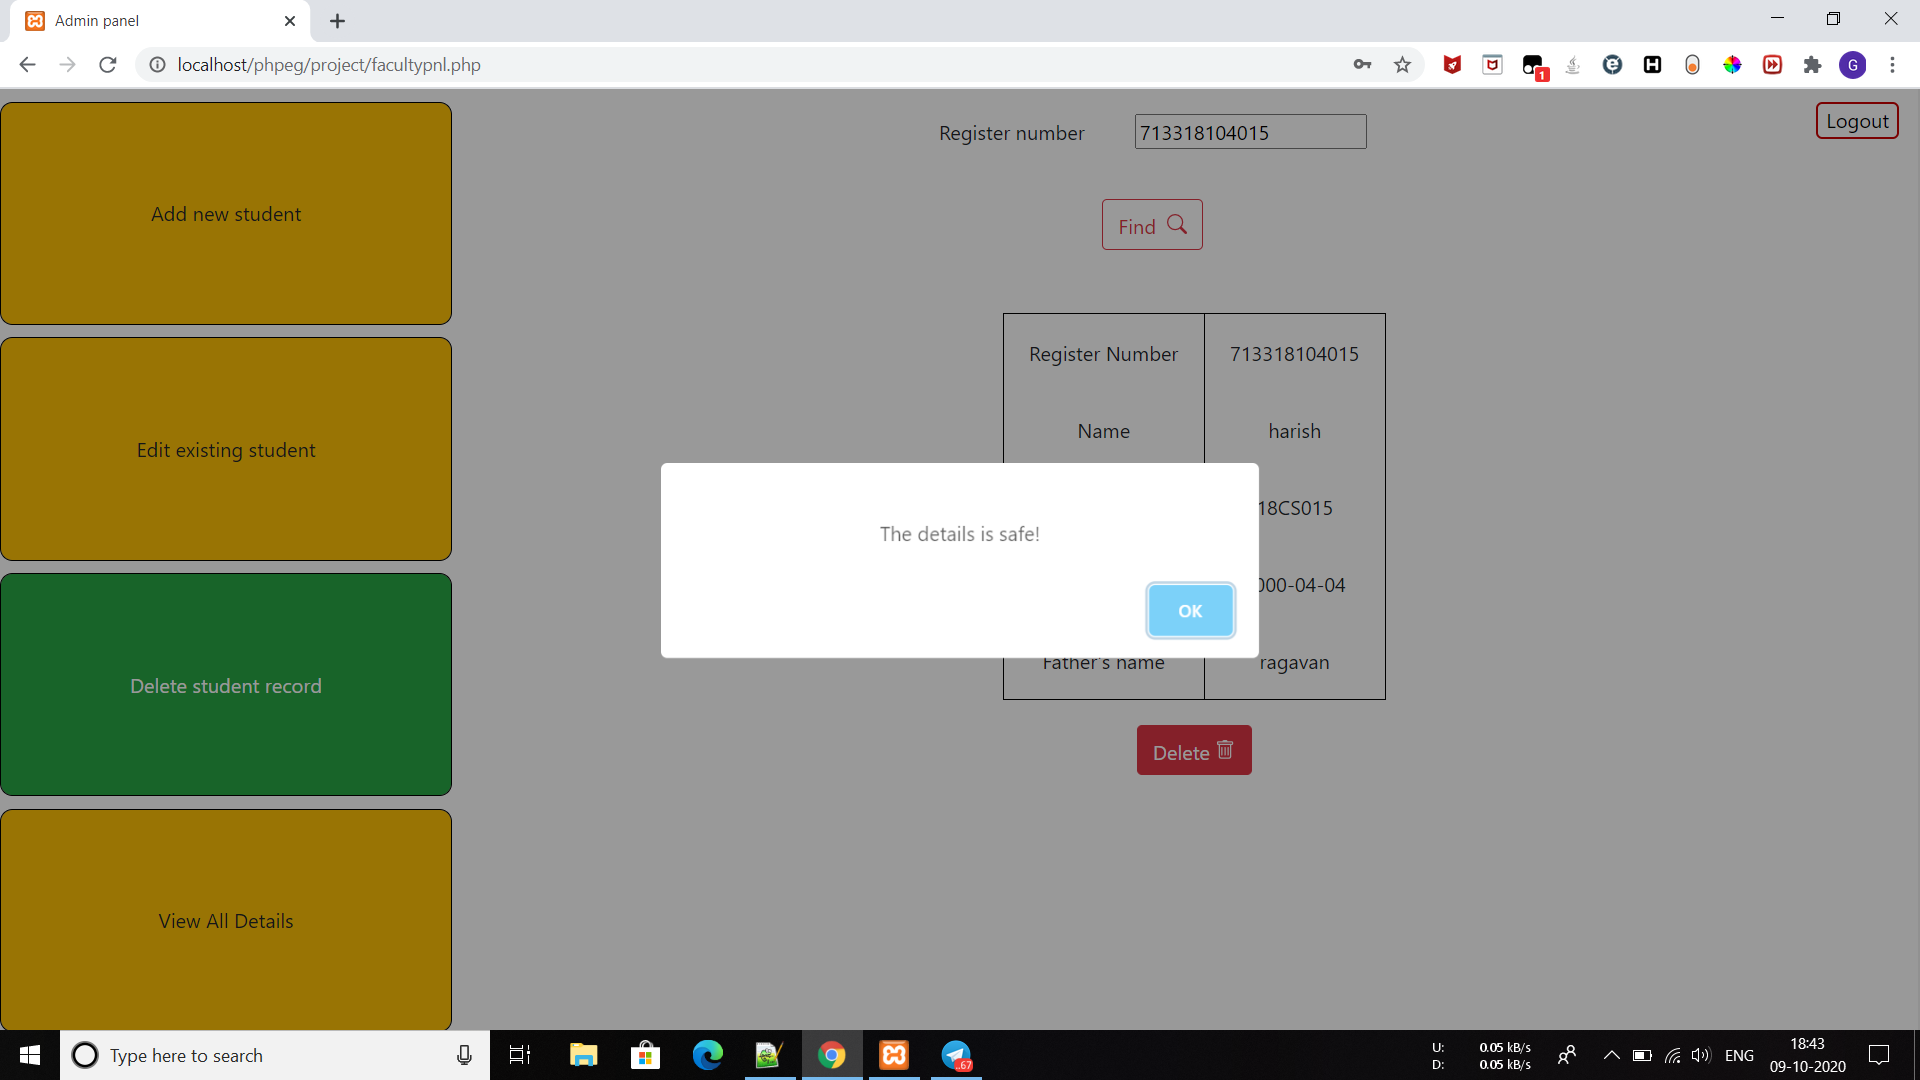 Admin panel
localhost/phpeg/project/facultypnl.php
1
G
Add new student
Edit existing student
Delete student record
View All Details
Register number 713318104015
Logout
Find
Register Number 713318104015
Name harish
18CS015
000-04-04
Father's name ragavan
The details is safe!
OK
Delete
Type here to search
.67
U: 0.05 kB/s
D: 0.05 kB/s
ENG
18:43
09-10-2020